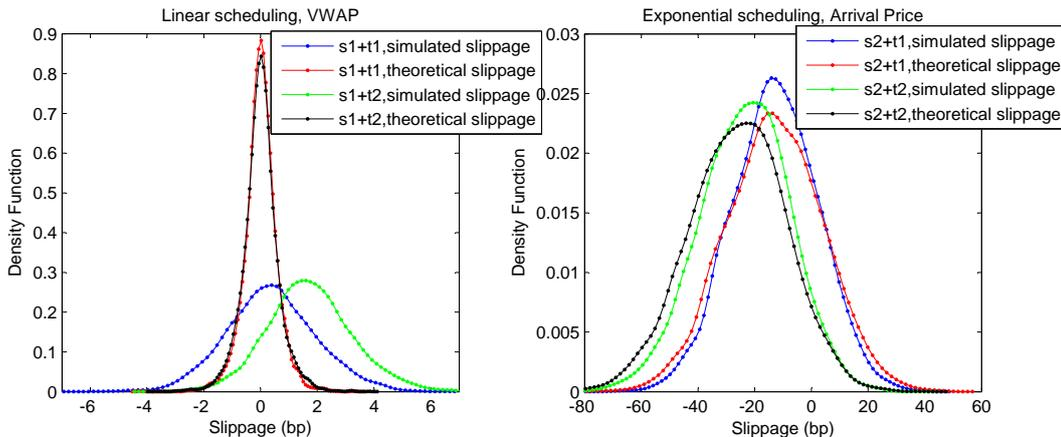 Linear scheduling, VWAP
0.9
0.8
0.7
0.6
0.5
0.4
0.3
0.2
0.1
0
Density Function
s1+t1,simulated slippage
s1+t1,theoretical slippage
s1+t2,simulated slippage
s1+t2,theoretical slippage
-6
-4
-2
0
2
4
6
Slippage (bp)
Exponential scheduling, Arrival Price
0.03
0.02
0.015
0.01
0.005
0
Density Function
s2+t1,simulated slippage
s2+t1,theoretical slippage
s2+t2,simulated slippage
s2+t2,theoretical slippage
-80
-60
-40
-20
0
20
40
60
Slippage (bp)